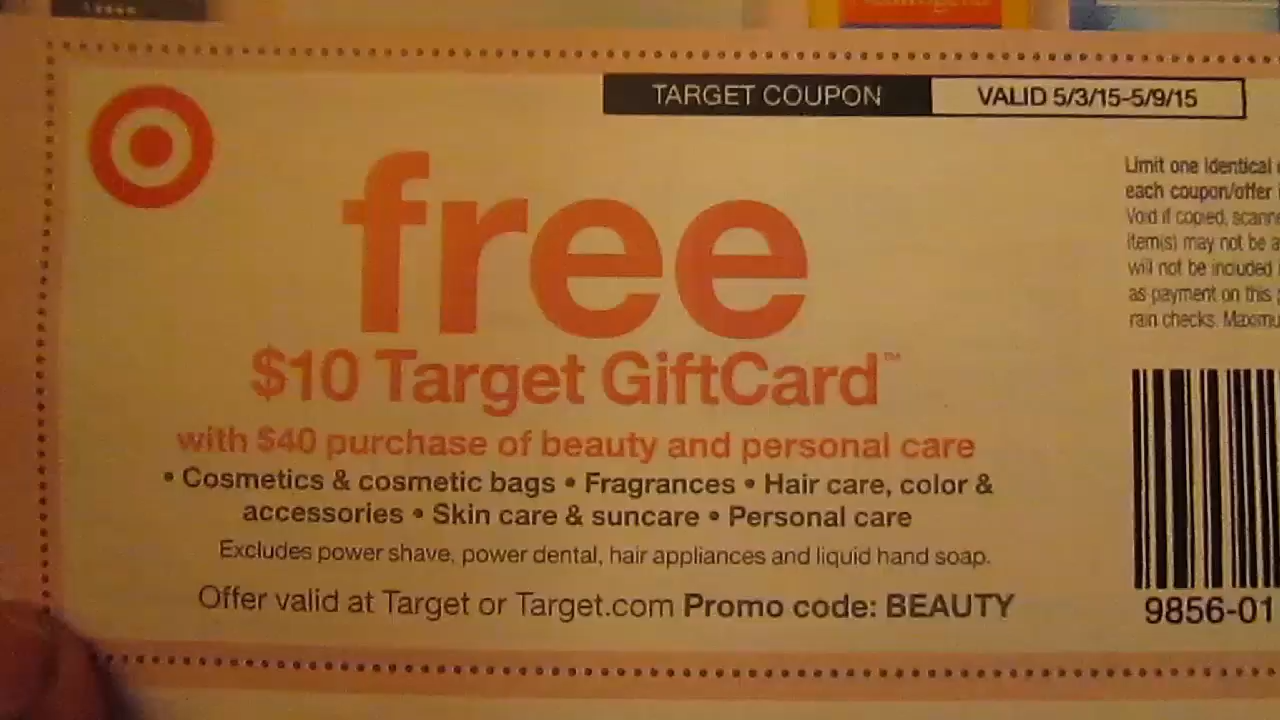 TARGET COUPON VALID 5/3/15-5/9/15
free
$10 Target GiftCard™
with $40 purchase of beauty and personal care
• Cosmetics & cosmetic bags • Fragrances • Hair care, color &
accessories • Skin care & suncare • Personal care
Excludes power shave, power dental, hair appliances and liquid hand soap.
Offer valid at Target or Target.com Promo code: BEAUTY
Limit one identical
each coupon/offer
Void if copied,
item(s) may not be
will not be included
as payment on this
rain checks.
9856-01